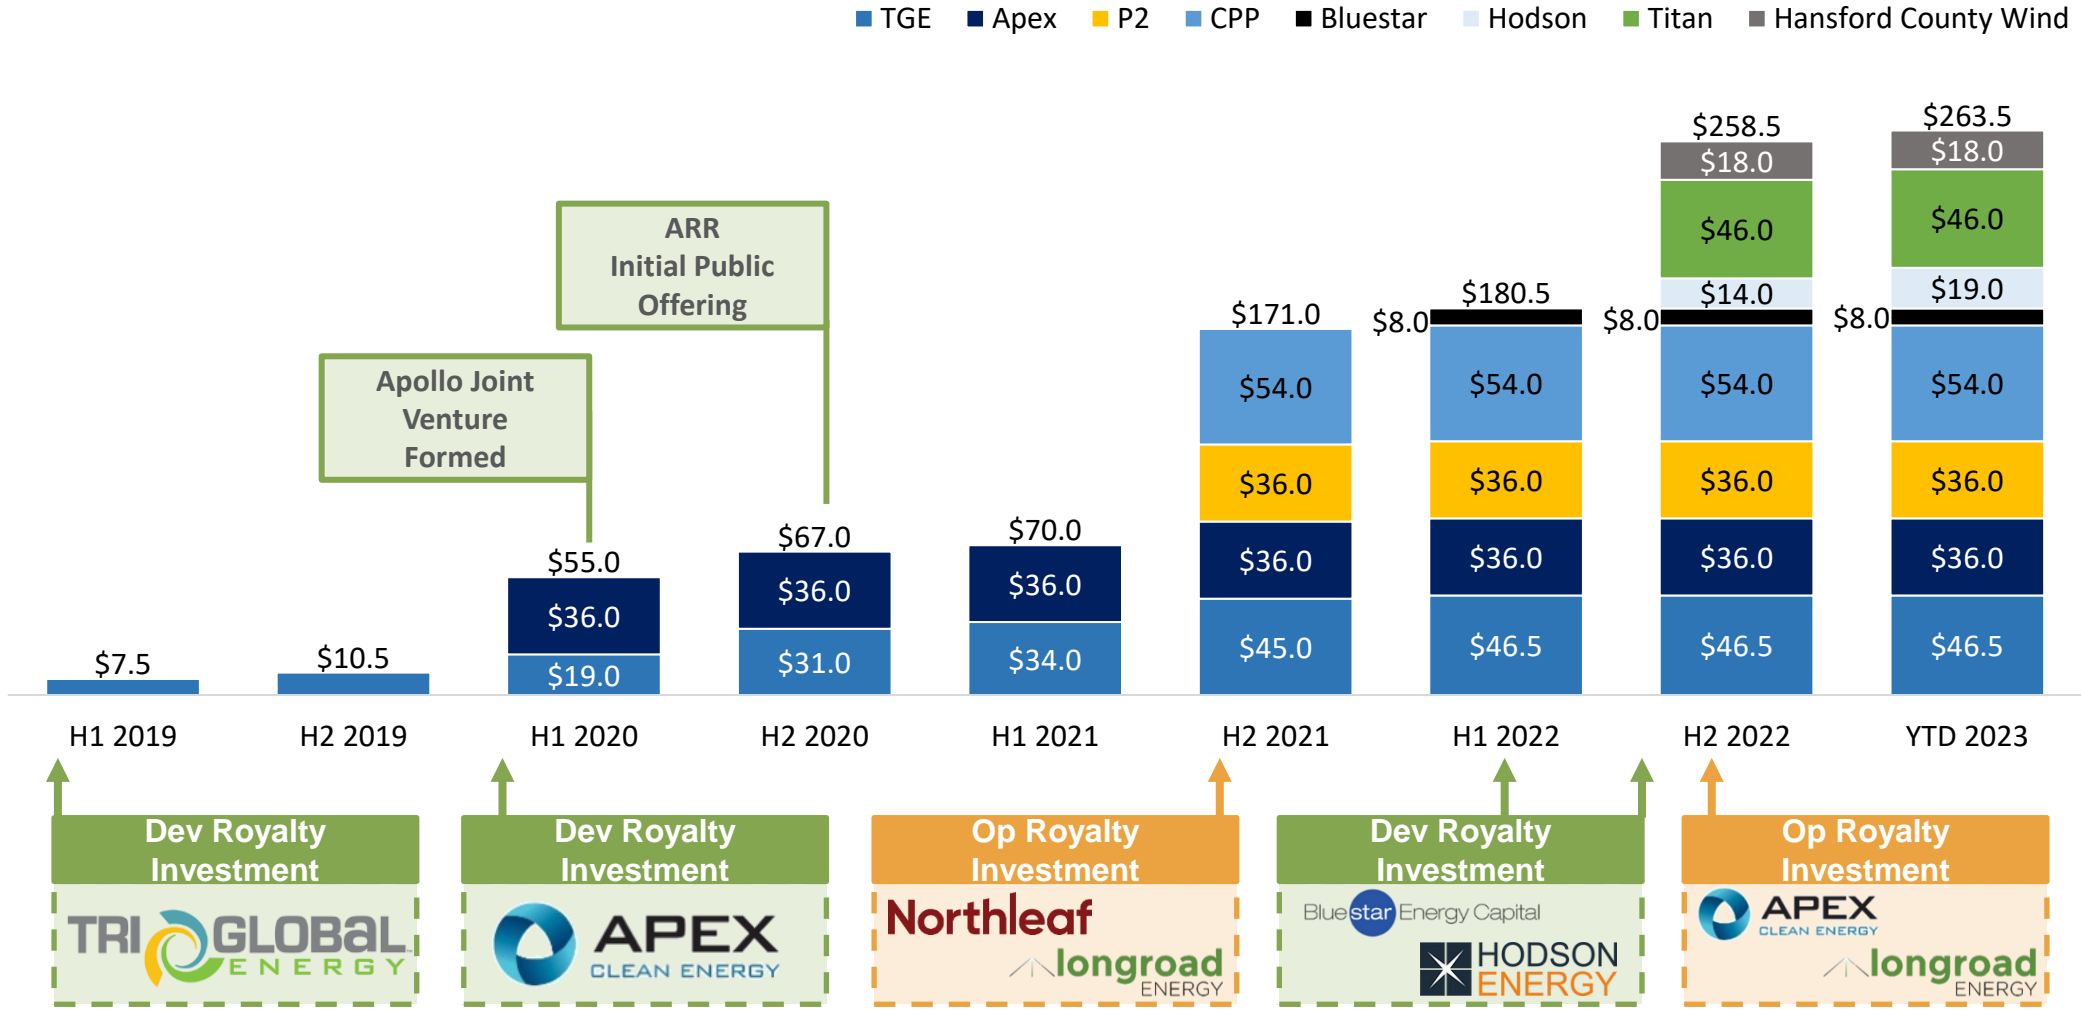 TGE Apex P2 CPP Bluestar Hodson Titan Hansford County Wind
$258.5
$263.5
$18.0
$18.0
ARR
Initial Public
Offering
$46.0
$46.0
$14.0
$19.0
$171.0
$180.5
$8.0
$8.0
$8.0
Apollo Joint
Venture
Formed
$54.0
$54.0
$54.0
$54.0
$36.0
$36.0
$36.0
$36.0
$55.0
$67.0
$70.0
$36.0
$36.0
$36.0
$36.0
$36.0
$36.0
$36.0
$7.5
$10.5
$19.0
$31.0
$34.0
$45.0
$46.5
$46.5
$46.5
H1 2019
H2 2019
H1 2020
H2 2020
H1 2021
H2 2021
H1 2022
H2 2022
YTD 2023
Dev Royalty
Investment
TRI GLOBAL
ENERGY
Dev Royalty
Investment
APEX
CLEAN ENERGY
Op Royalty
Investment
Northleaf
longroad
ENERGY
Dev Royalty
Investment
Bluestar Energy Capital
HODSON
ENERGY
Op Royalty
Investment
APEX
CLEAN ENERGY
longroad
ENERGY